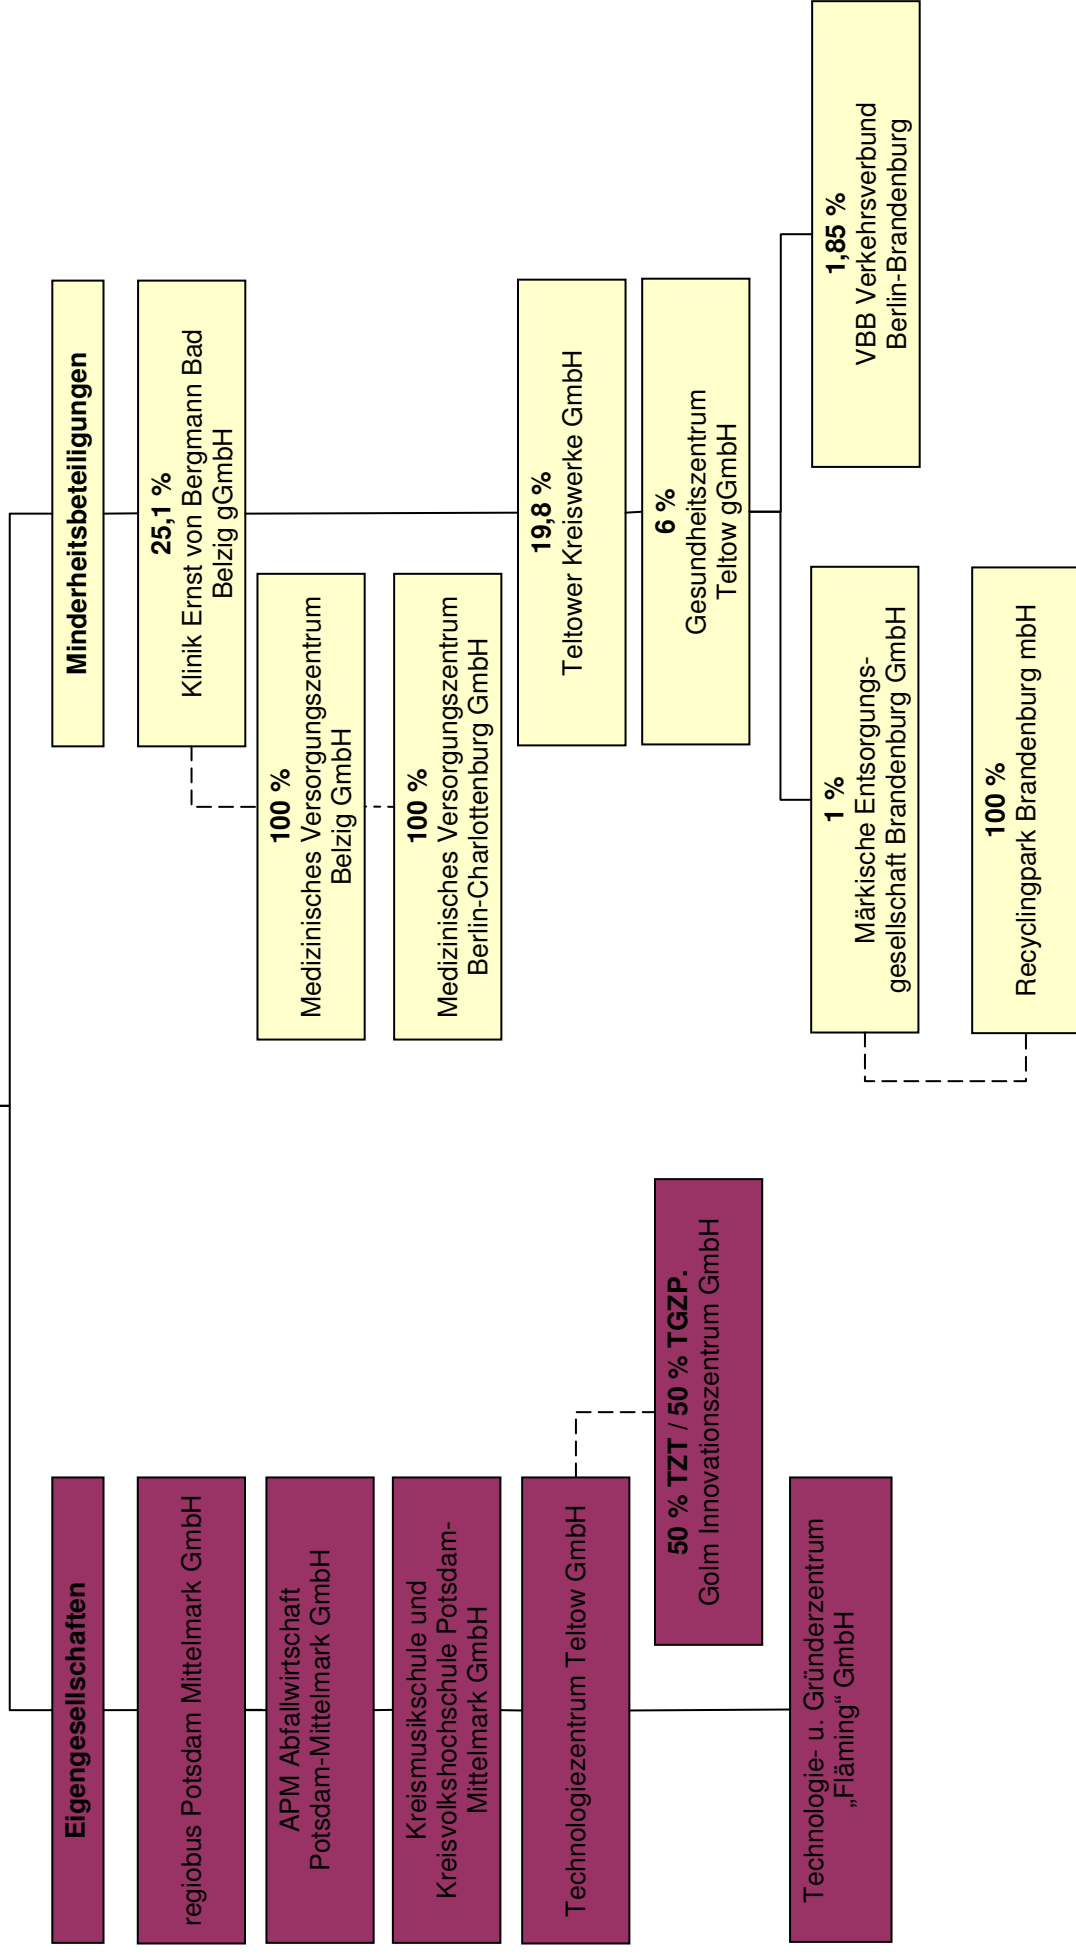 Eigengesellschaften
regiobus Potsdam Mittelmark GmbH
APM Abfallwirtschaft
Potsdam-Mittelmark GmbH
Kreismusikschule und
Kreisvolkshochschule Potsdam-
Mittelmark GmbH
Technologiezentrum Teltow GmbH
50 % TZT / 50 % TGZP.
Golm Innovationszentrum GmbH
Technologie- u. Gründerzentrum
„Fläming“ GmbH
Minderheitsbeteiligungen
25,1 %
Klinik Ernst von Bergmann Bad
Belzig gGmbH
100 %
Medizinisches Versorgungszentrum
Belzig GmbH
100 %
Medizinisches Versorgungszentrum
Berlin-Charlottenburg GmbH
19,8 %
Teltower Kreiswerke GmbH
6 %
Gesundheitszentrum
Teltow gGmbH
1 %
Märkische Entsorgungs-
gesellschaft Brandenburg GmbH
100 %
Recyclingpark Brandenburg mbH
1,85 %
VBB Verkehrsverbund
Berlin-Brandenburg